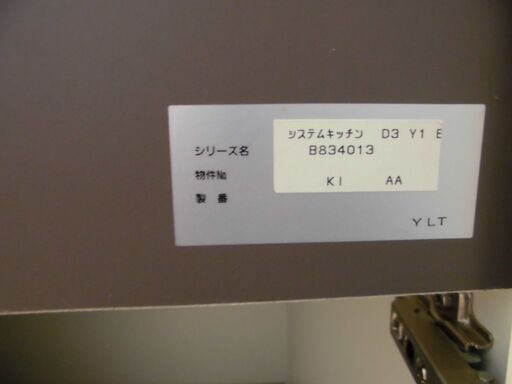 システムキッチン D3 Y1 E
シリーズ名 B834013
物件No
KI AA
製番
YLT